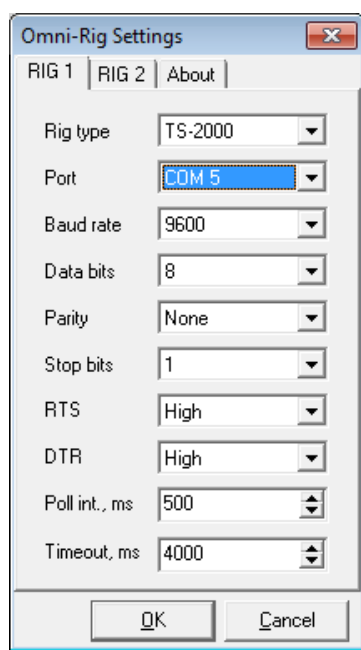 Omni-Rig Settings
RIG 1 RIG 2 About
Rig type TS-2000
Port COM 5
Baud rate 9600
Data bits 8
Parity None
Stop bits 1
RTS High
DTR High
Poll int., ms 500
Timeout, ms 4000
OK Cancel